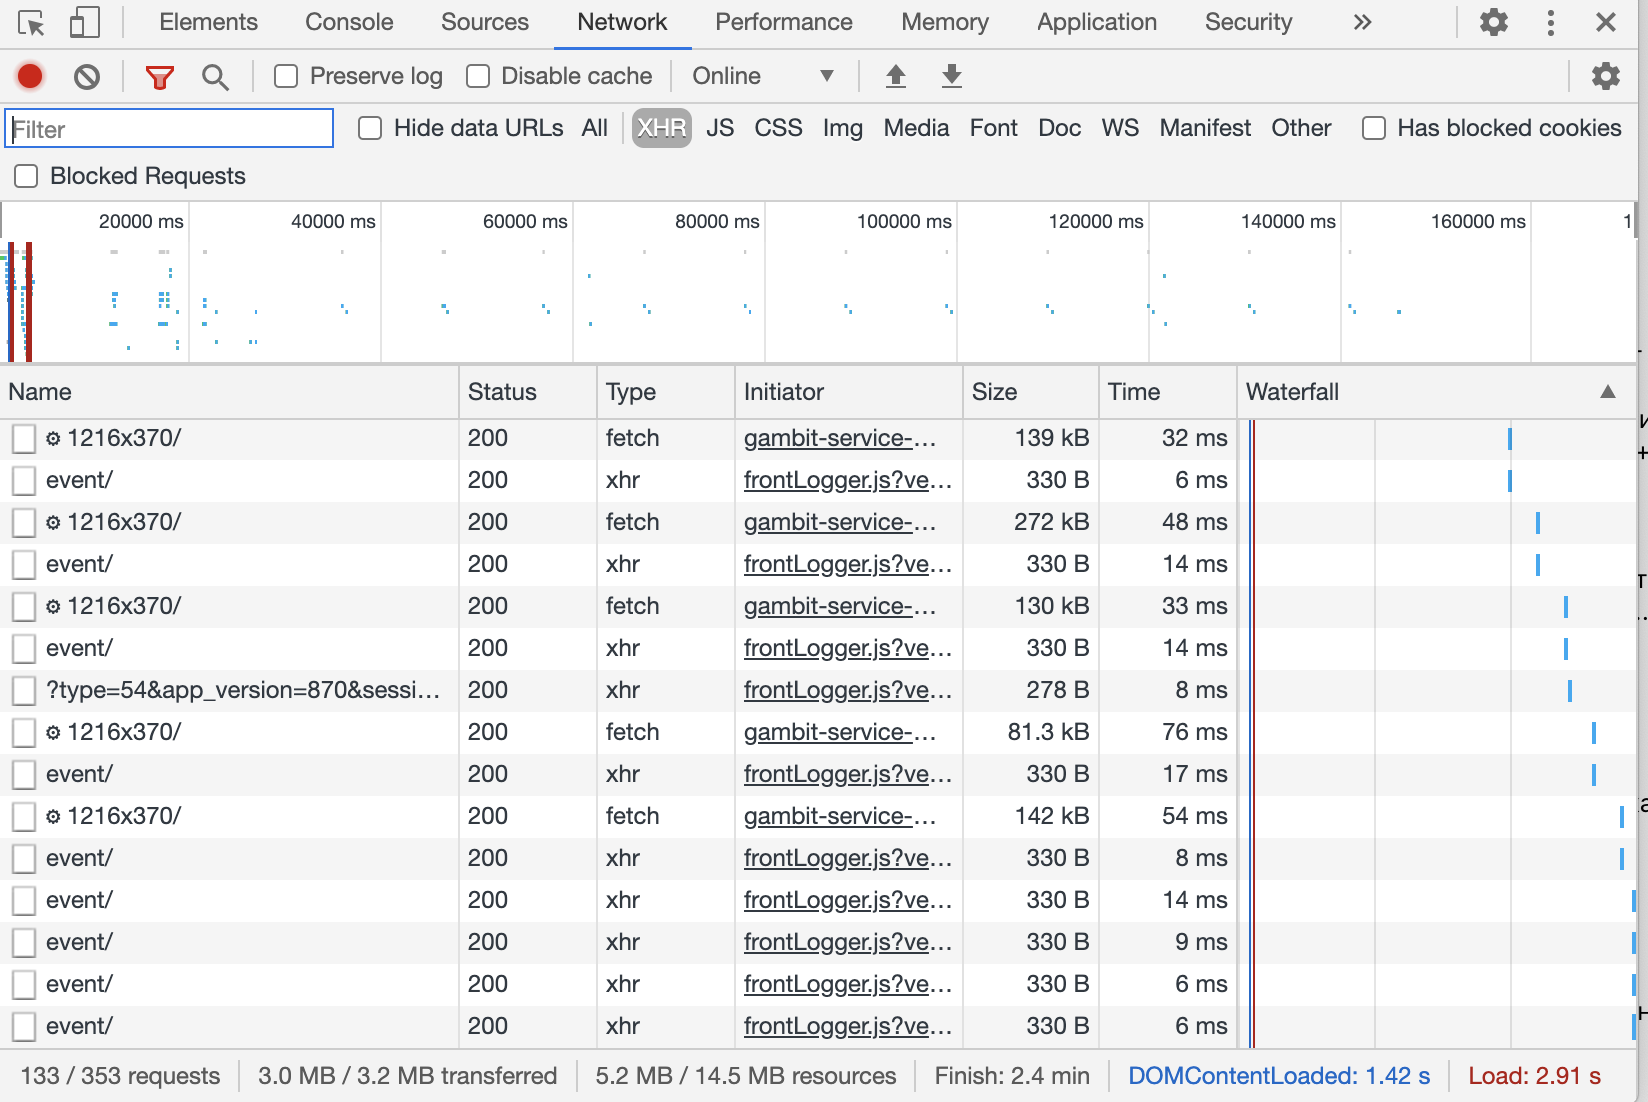 Elements Console Sources Network Performance Memory Application Security »
Preserve log Disable cache Online
Filter Hide data URLs All XHR JS CSS Img Media Font Doc WS Manifest Other Has blocked cookies
Blocked Requests
20000 ms 40000 ms 60000 ms 80000 ms 100000 ms 120000 ms 140000 ms 160000 ms 1
Name Status Type Initiator Size Time Waterfall
1216x370/ 200 fetch gambit-service-... 139 kB 32 ms
event/ 200 xhr frontLogger.js?ve... 330 B 6 ms
1216x370/ 200 fetch gambit-service-... 272 kB 48 ms
event/ 200 xhr frontLogger.js?ve... 330 B 14 ms
1216x370/ 200 fetch gambit-service-... 130 kB 33 ms
event/ 200 xhr frontLogger.js?ve... 330 B 14 ms
?type=54&app_version=870&sessi... 200 xhr frontLogger.js?ve... 278 B 8 ms
1216x370/ 200 fetch gambit-service-... 81.3 kB 76 ms
event/ 200 xhr frontLogger.js?ve... 330 B 17 ms
1216x370/ 200 fetch gambit-service-... 142 kB 54 ms
event/ 200 xhr frontLogger.js?ve... 330 B 8 ms
event/ 200 xhr frontLogger.js?ve... 330 B 14 ms
event/ 200 xhr frontLogger.js?ve... 330 B 9 ms
event/ 200 xhr frontLogger.js?ve... 330 B 6 ms
event/ 200 xhr frontLogger.js?ve... 330 B 6 ms
133 / 353 requests 3.0 MB / 3.2 MB transferred 5.2 MB / 14.5 MB resources Finish: 2.4 min DOMContentLoaded: 1.42 s Load: 2.91 s